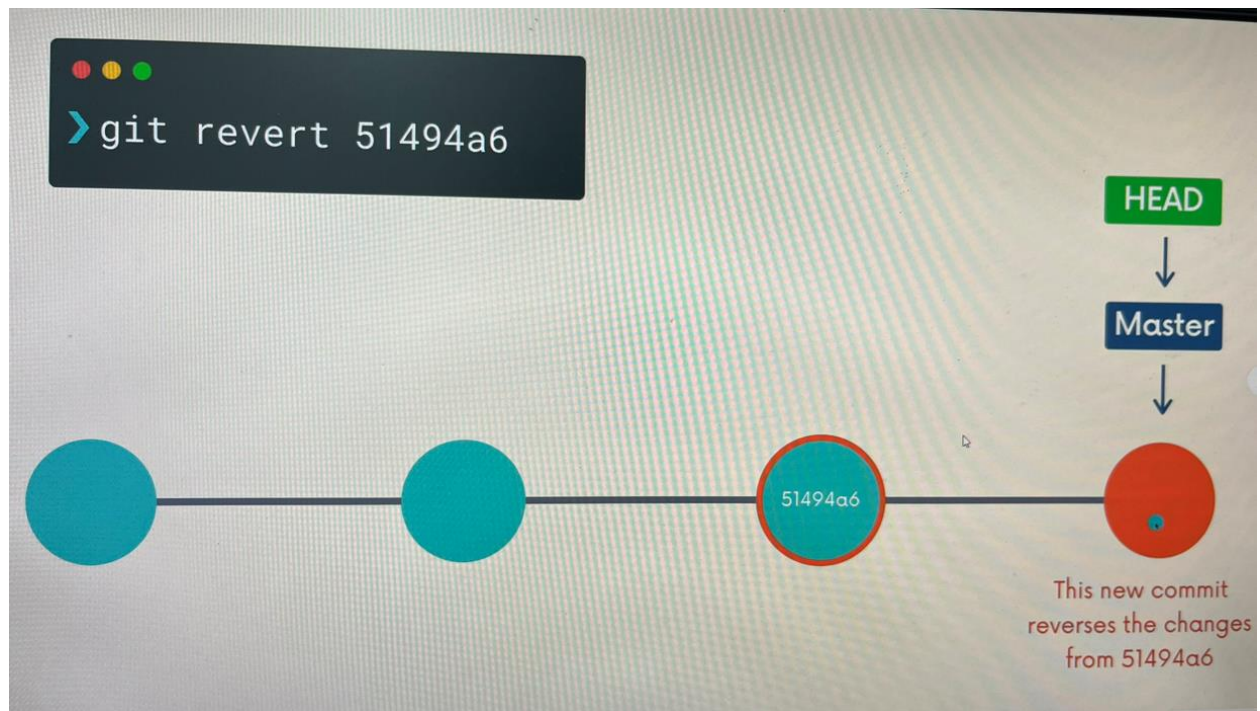 ❯git revert 51494a6
HEAD
Master
51494a6
This new commit
reverses the changes
from 51494a6